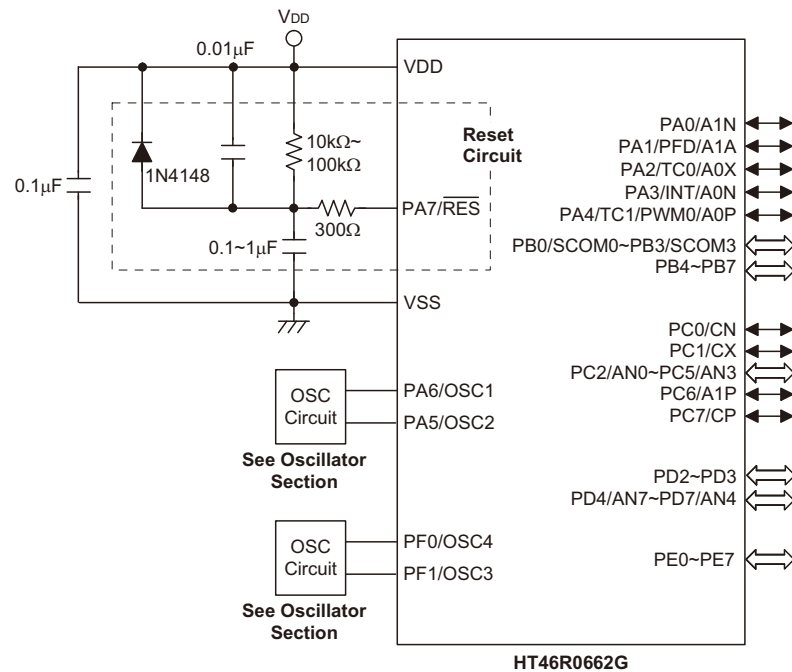 VDD
0.01μF
VDD
10kΩ~
100kΩ
Reset
Circuit
1N4148
0.1μF
PA7/RES
300Ω
0.1~1μF
VSS
OSC
Circuit
PA6/OSC1
PA5/OSC2
See Oscillator
Section
OSC
Circuit
PF0/OSC4
PF1/OSC3
See Oscillator
Section
PA0/A1N
PA1/PFD/A1A
PA2/TC0/A0X
PA3/INT/A0N
PA4/TC1/PWM0/A0P
PB0/SCOM0~PB3/SCOM3
PB4~PB7
PC0/CN
PC1/CX
PC2/AN0~PC5/AN3
PC6/A1P
PC7/CP
PD2~PD3
PD4/AN7~PD7/AN4
PE0~PE7
HT46R0662G